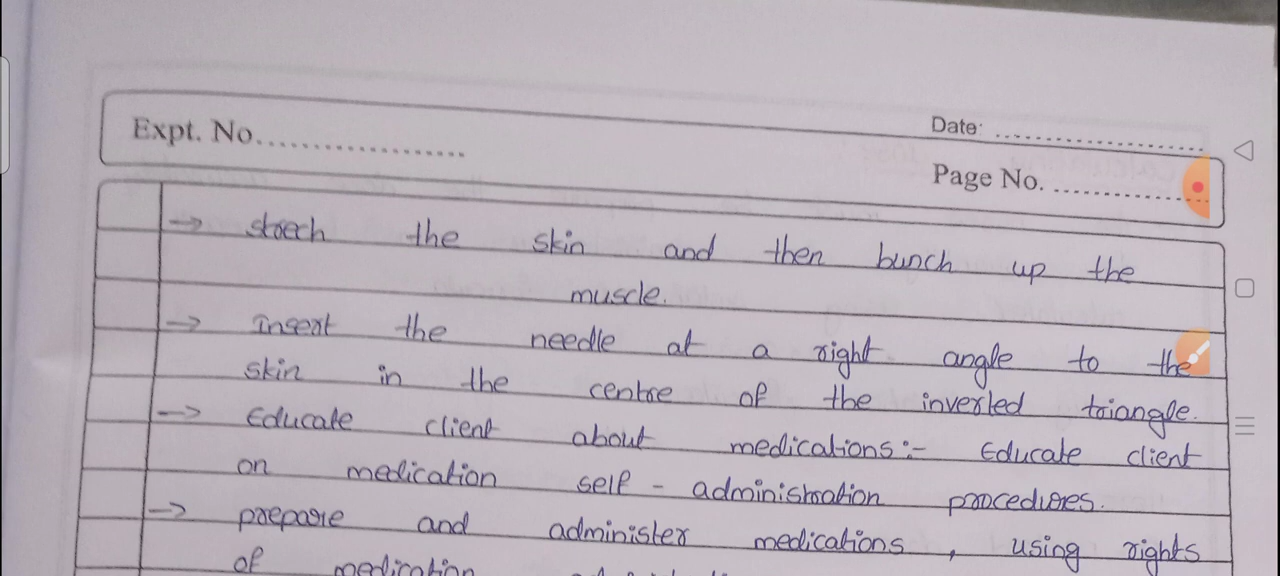 Expt. No...................
Date: ..............................
Page No. ......................
→ stretch the skin and then bunch up the
muscle.
→ insert the needle at a right angle to the
skin in the centre of the inverted triangle.
→ Educate client about medications :- Educate client
on medication self - administration procedures.
→ prepare and administer medications , using rights
of medication